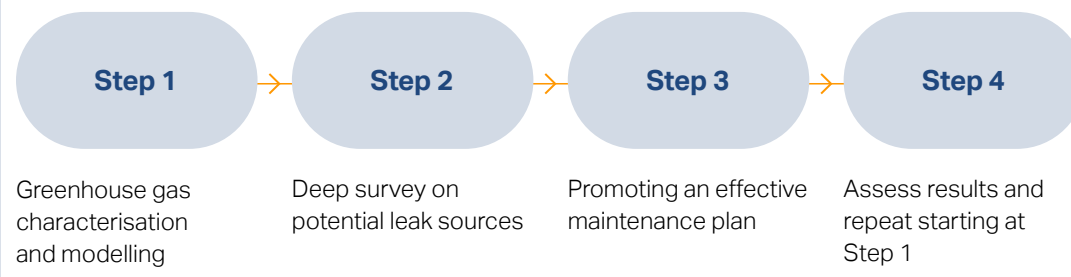 Step 1
Step 2
Step 3
Step 4
Greenhouse gas
characterisation
and modelling
Deep survey on
potential leak sources
Promoting an effective
maintenance plan
Assess results and
repeat starting at
Step 1